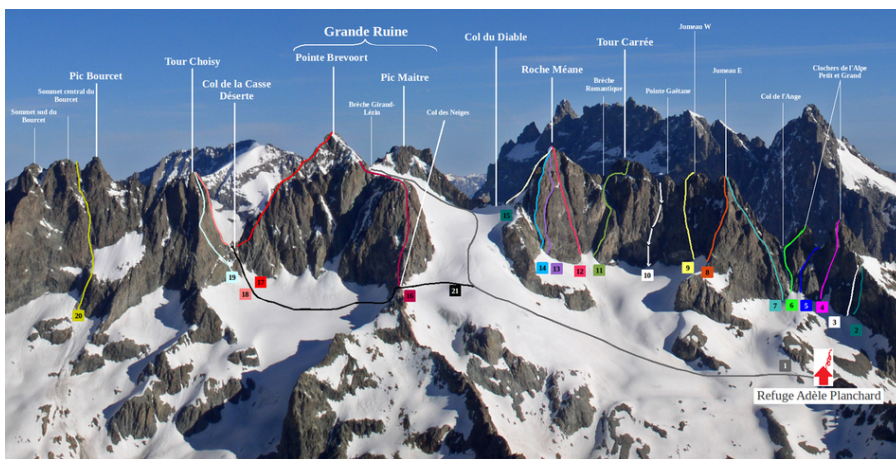 Grande Ruine
Jumeau W
Col du Diable
Tour Carrée
Tour Choisy
Pointe Brevoort
Roche Méane
Jumeau E
Clochers de l'Alpe
Petit et Grand
Pic Bourcet
Col de la Casse
Déserte
Pic Maitre
Brèche
Romantique
Pointe Gaëtane
Sommet central du
Bourcet
Brèche Giraud-
Lézin
Col des Neiges
Col de l'Ange
Sommet sud du
Bourcet
15
19
18
17
16
21
14
13
12
11
10
9
8
7
6
5
4
3
2
20
1
Refuge Adèle Planchard